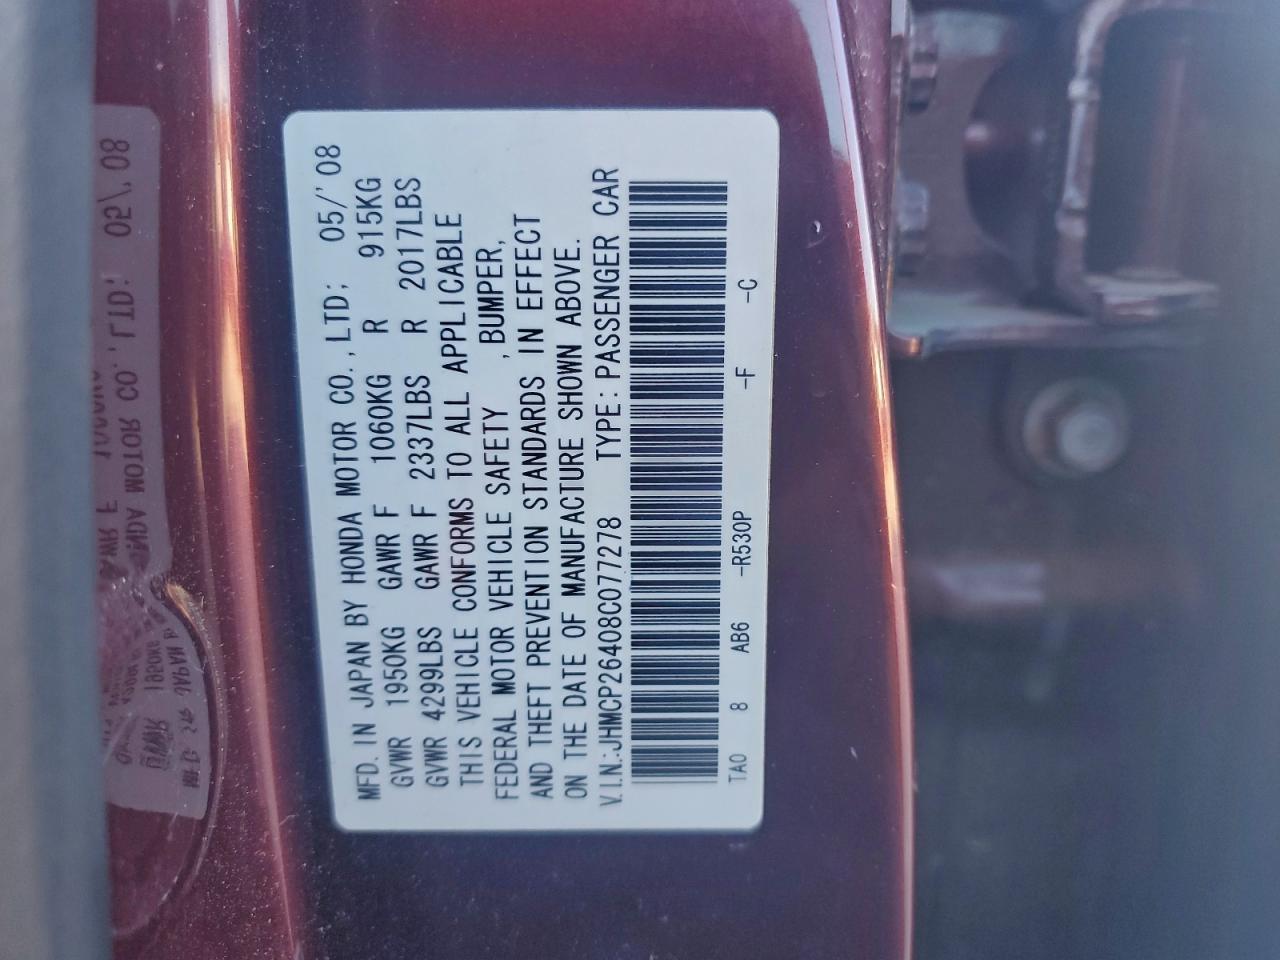 MFD. IN JAPAN BY HONDA MOTOR CO., LTD; 05/'08
GVWR 1950KG GAWR F 1060KG R 915KG
GVWR 4299LBS GAWR F 2337LBS R 2017LBS
THIS VEHICLE CONFORMS TO ALL APPLICABLE
FEDERAL MOTOR VEHICLE SAFETY , BUMPER,
AND THEFT PREVENTION STANDARDS IN EFFECT
ON THE DATE OF MANUFACTURE SHOWN ABOVE.
V.I.N.:JHMCP26408C077278 TYPE: PASSENGER CAR
TA0 8 AB6 -R530P -F -C